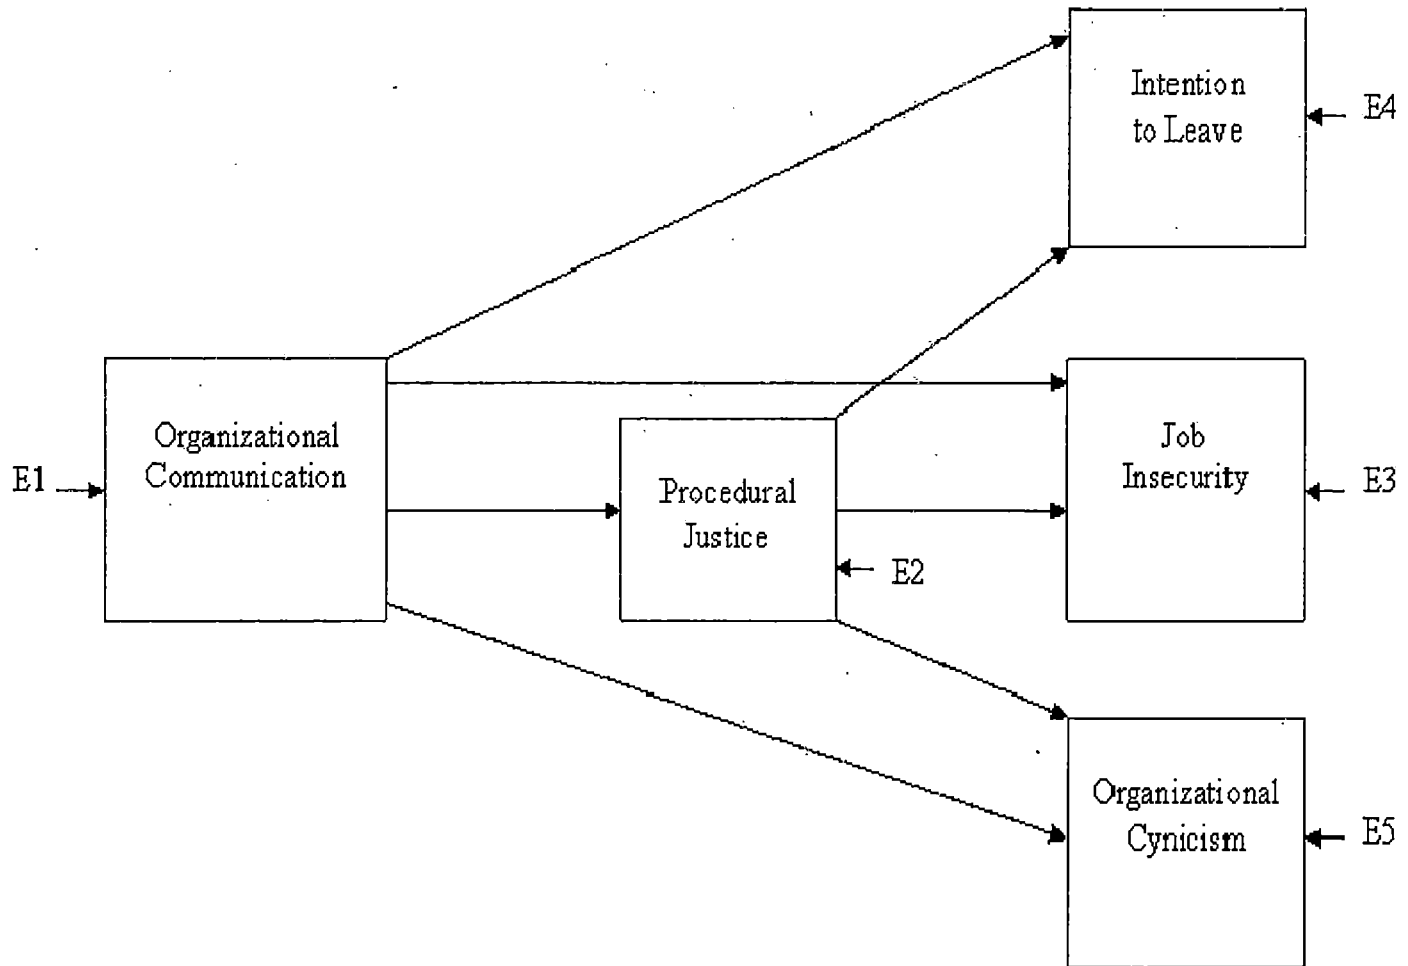 Intention
to Leave
E4
Organizational
Communication
E1
Procedural
Justice
E2
Job
Insecurity
E3
Organizational
Cynicism
E5